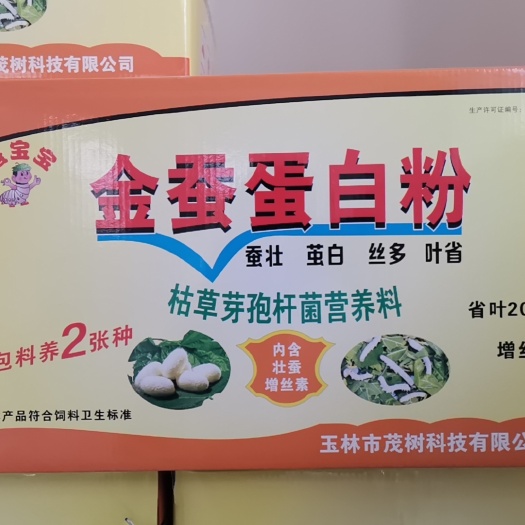 茂树科技有限公司
生产许可证编号:
宝宝
金蚕蛋白粉
蚕壮 茧白 丝多 叶省
枯草芽孢杆菌营养料
省叶20
包料养2张种
内含
壮蚕
增丝素
增丝
产品符合饲料卫生标准
玉林市茂树科技有限公